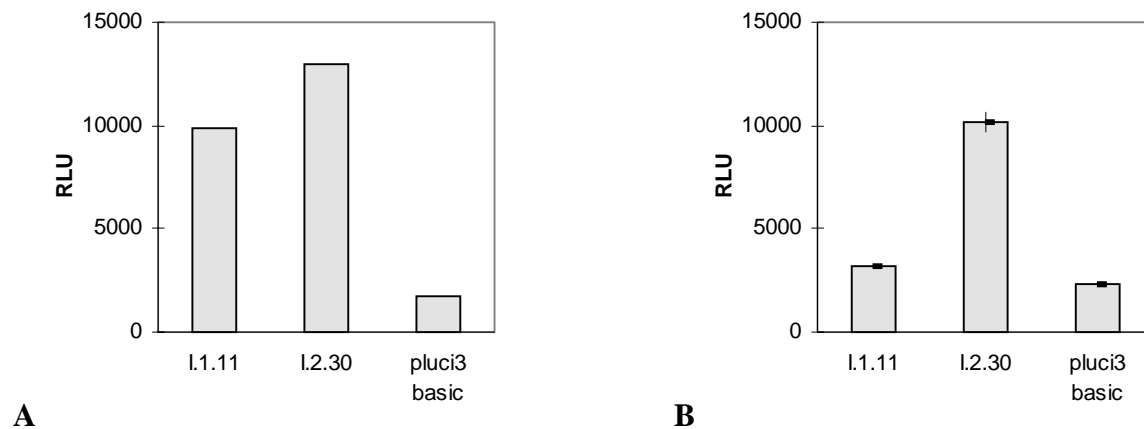 15000
10000
5000
0
RLU
I.1.11 I.2.30 pluci3
basic
A
15000
10000
5000
0
RLU
I.1.11 I.2.30 pluci3
basic
B